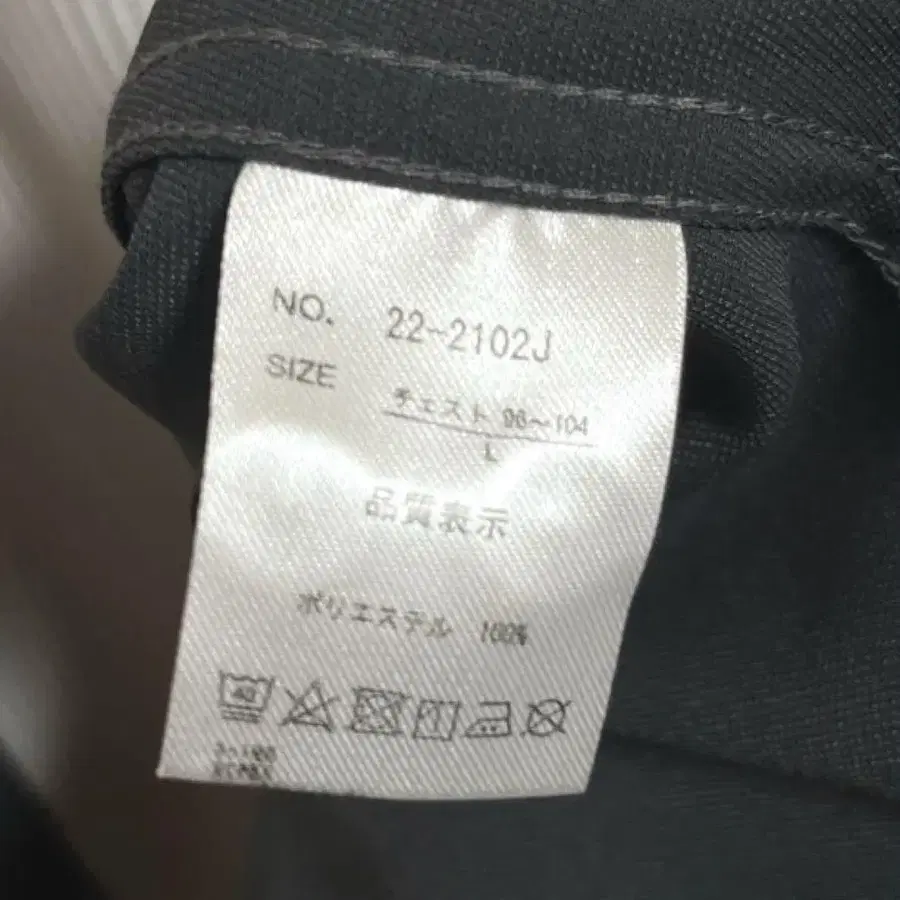 NO. 22-2102J
SIZE チェスト 96~104
L
品質表示
ポリエステル 100%
40